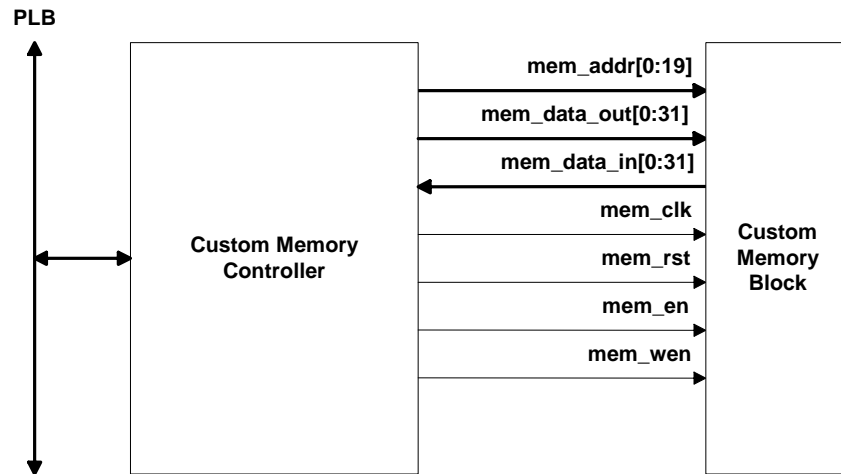 PLB
mem_addr[0:19]
mem_data_out[0:31]
mem_data_in[0:31]
mem_clk
Custom Memory
Controller
mem_rst
mem_en
mem_wen
Custom
Memory
Block